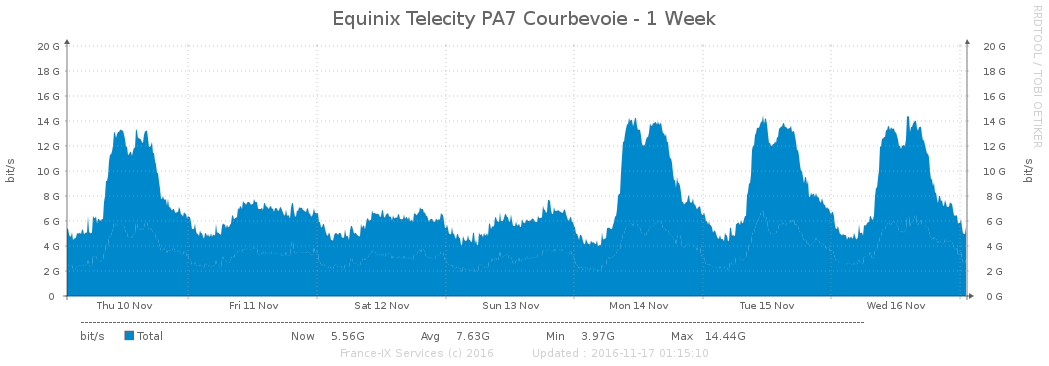 Equinix Telecity PA7 Courbevoie - 1 Week
RRDTOOL / TOBI OETIKER
20 G 20 G
18 G 18 G
16 G 16 G
14 G 14 G
12 G 12 G
10 G 10 G
8 G 8 G
6 G 6 G
4 G 4 G
2 G 2 G
0 0 G
bit/s
bit/s
Thu 10 Nov Fri 11 Nov Sat 12 Nov Sun 13 Nov Mon 14 Nov Tue 15 Nov Wed 16 Nov
bit/s Total Now 5.56G Avg 7.63G Min 3.97G Max 14.44G
France-IX Services (c) 2016 Updated : 2016-11-17 01:15:10